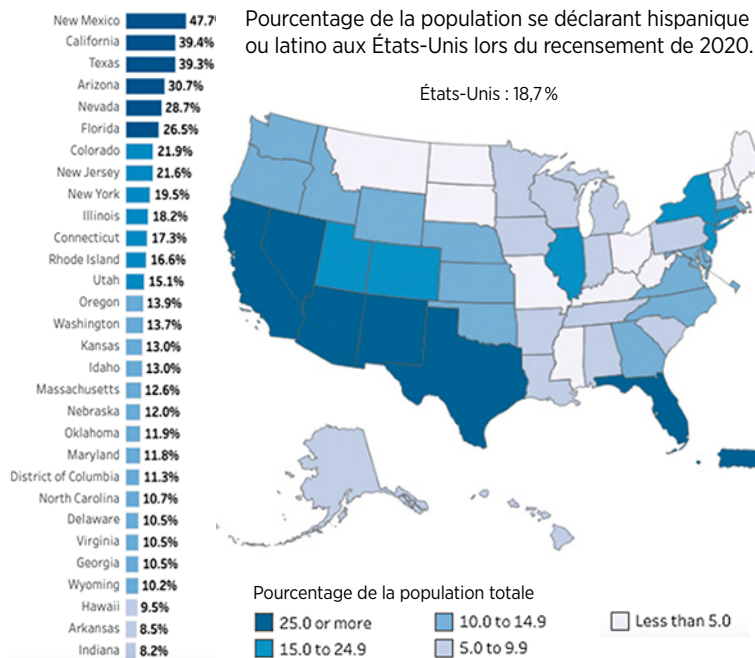 Pourcentage de la population se déclarant hispanique
ou latino aux États-Unis lors du recensement de 2020.
États-Unis : 18,7 %
New Mexico 47.7%
California 39.4%
Texas 39.3%
Arizona 30.7%
Nevada 28.7%
Florida 26.5%
Colorado 21.9%
New Jersey 21.6%
New York 19.5%
Illinois 18.2%
Connecticut 17.3%
Rhode Island 16.6%
Utah 15.1%
Oregon 13.9%
Washington 13.7%
Kansas 13.0%
Idaho 13.0%
Massachusetts 12.6%
Nebraska 12.0%
Oklahoma 11.9%
Maryland 11.8%
District of Columbia 11.3%
North Carolina 10.7%
Delaware 10.5%
Virginia 10.5%
Georgia 10.5%
Wyoming 10.2%
Hawaii 9.5%
Arkansas 8.5%
Indiana 8.2%
Pourcentage de la population totale
25.0 or more
15.0 to 24.9
10.0 to 14.9
5.0 to 9.9
Less than 5.0